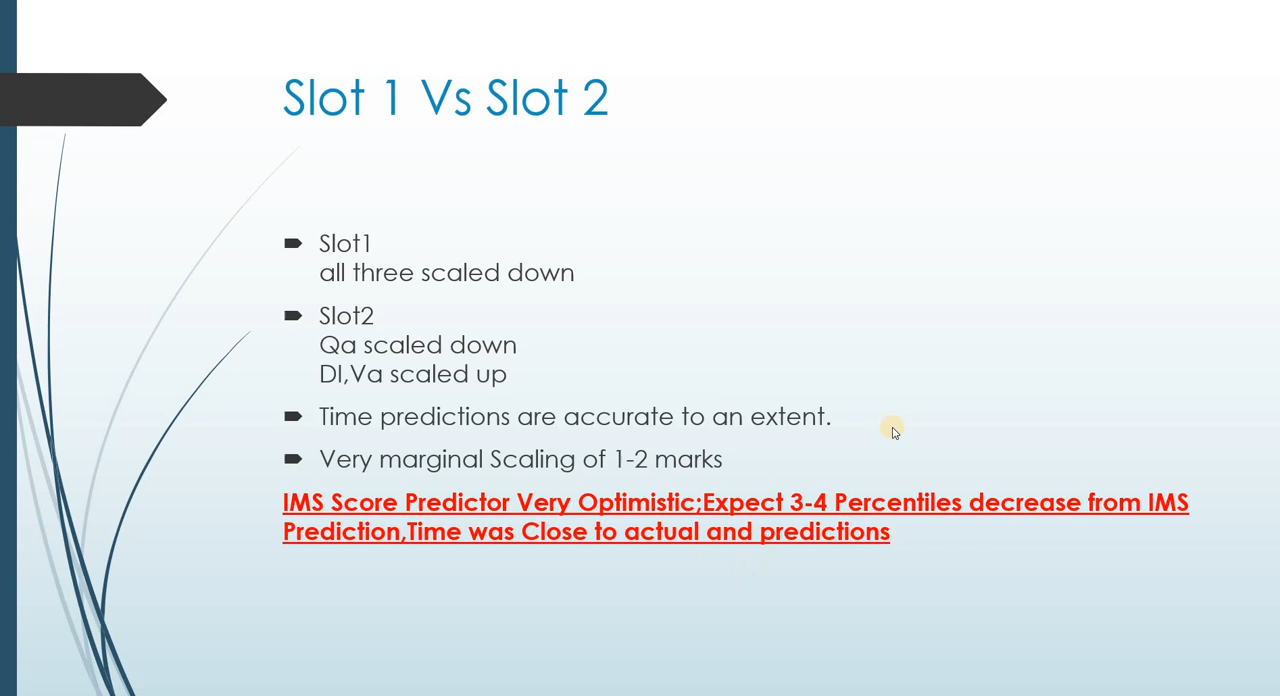 Slot 1 Vs Slot 2
Slot1
all three scaled down
Slot2
Qa scaled down
DI,Va scaled up
Time predictions are accurate to an extent.
Very marginal Scaling of 1-2 marks
IMS Score Predictor Very Optimistic;Expect 3-4 Percentiles decrease from IMS
Prediction,Time was Close to actual and predictions